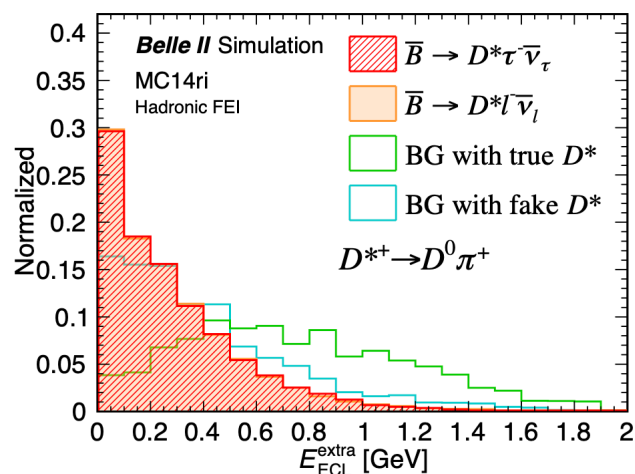 Belle II Simulation
MC14ri
Hadronic FEI
B̅ → D*τ⁻ν̅_τ
B̅ → D*l⁻ν̅_l
BG with true D*
BG with fake D*
D*⁺→D⁰π⁺
Normalized
0.4
0.35
0.3
0.25
0.2
0.15
0.1
0.05
0
0 0.2 0.4 0.6 0.8 1 1.2 1.4 1.6 1.8 2
E_ECL^extra [GeV]